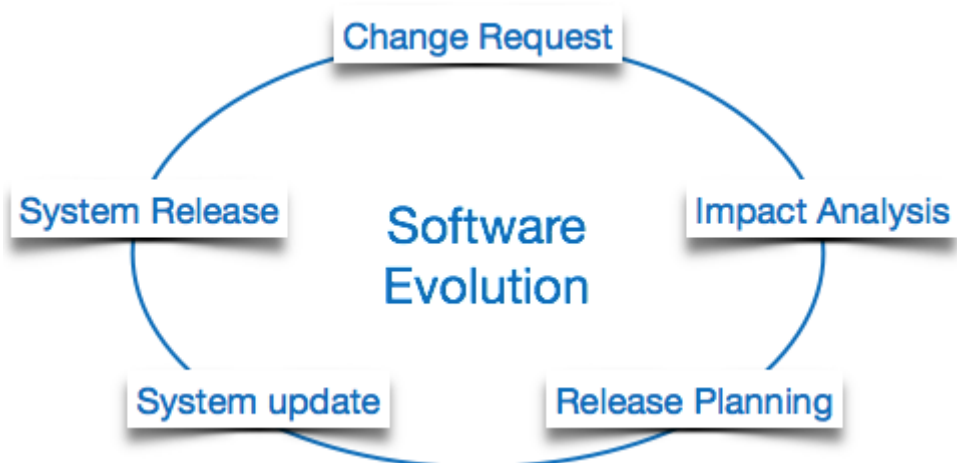 Change Request
System Release
Impact Analysis
Software
Evolution
System update
Release Planning